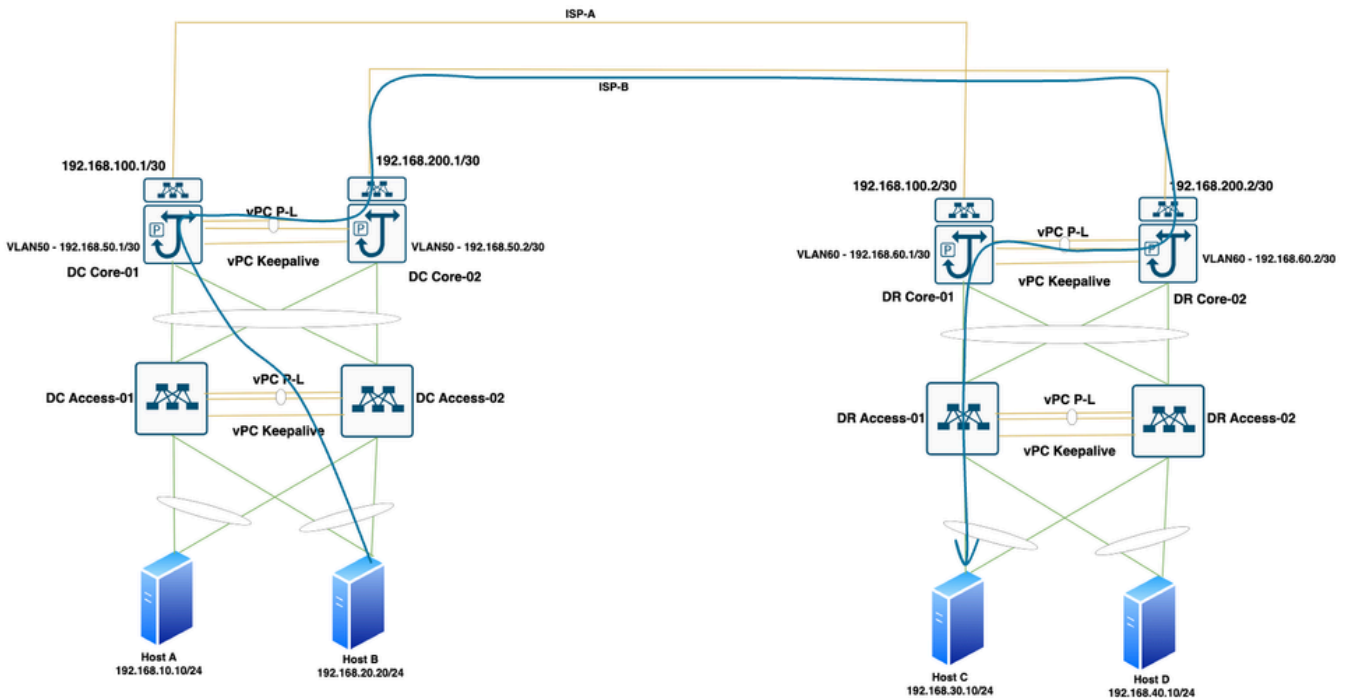 ISP-A
ISP-B
192.168.100.1/30
192.168.200.1/30
vPC P-L
P
P
VLAN50 - 192.168.50.1/30
VLAN50 - 192.168.50.2/30
vPC Keepalive
DC Core-01
DC Core-02
192.168.100.2/30
192.168.200.2/30
vPC P-L
P
P
VLAN60 - 192.168.60.1/30
VLAN60 - 192.168.60.2/30
vPC Keepalive
DR Core-01
DR Core-02
vPC P-L
DC Access-01
DC Access-02
vPC Keepalive
vPC P-L
DR Access-01
DR Access-02
vPC Keepalive
Host A
192.168.10.10/24
Host B
192.168.20.20/24
Host C
192.168.30.10/24
Host D
192.168.40.10/24